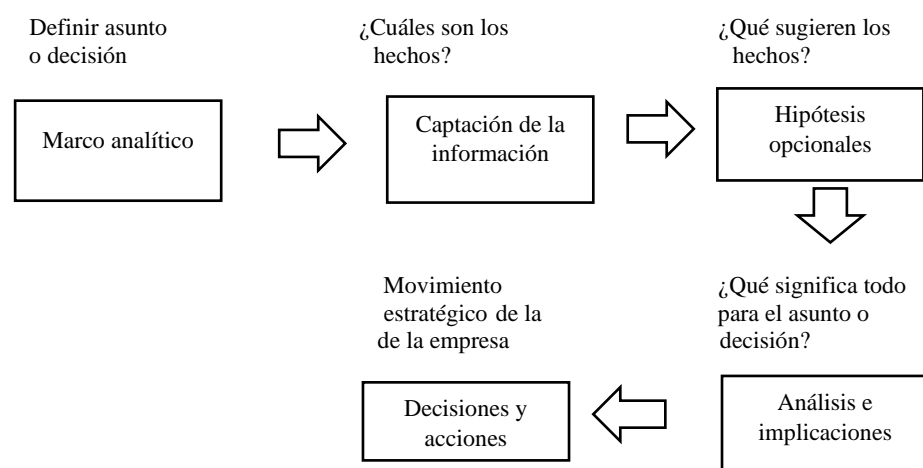 Definir asunto
o decisión
¿Cuáles son los
hechos?
¿Qué sugieren los
hechos?
Marco analítico
Captación de la
información
Hipótesis
opcionales
Movimiento
estratégico de la
de la empresa
¿Qué significa todo
para el asunto o
decisión?
Decisiones y
acciones
Análisis e
implicaciones